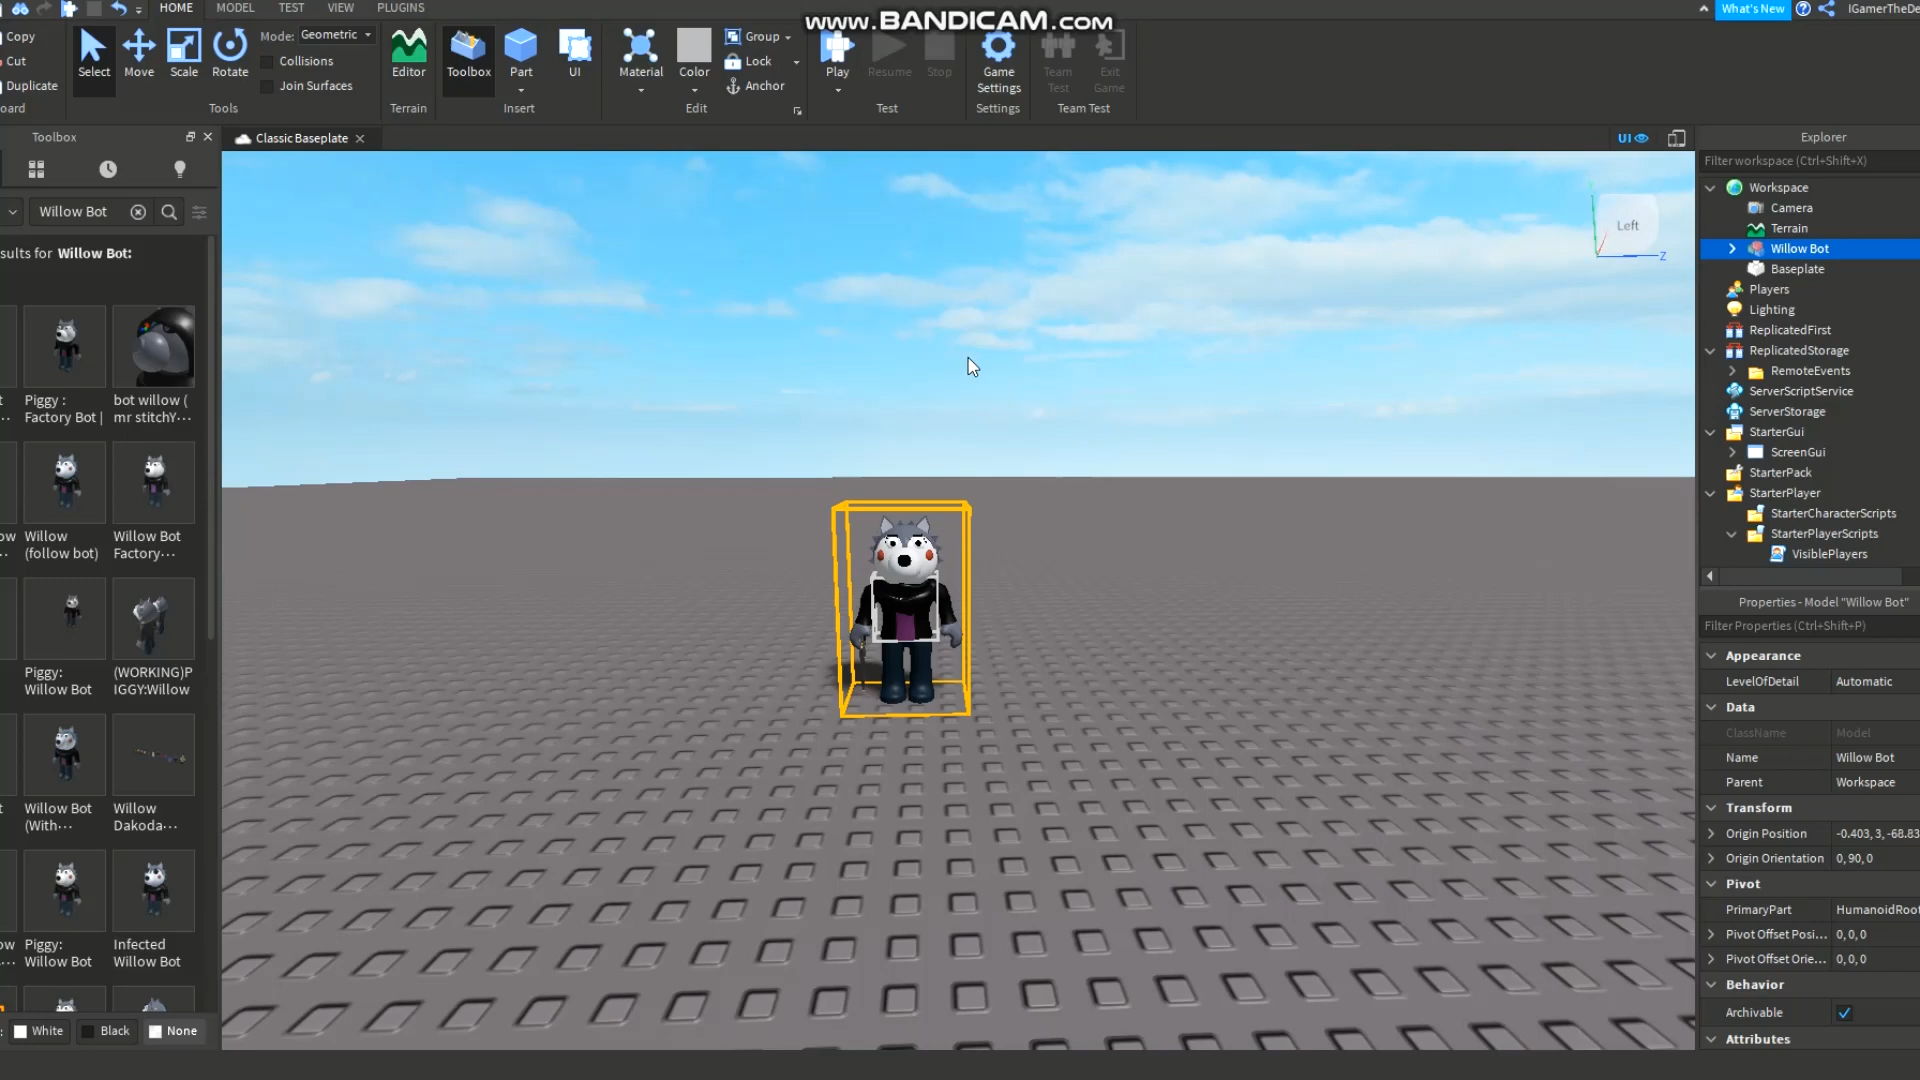 HOME MODEL TEST VIEW PLUGINS
www.BANDICAM.com
What's New
IGamerTheDe
Copy
Cut
Duplicate
oard
Select Move Scale Rotate
Mode: Geometric
Collisions
Join Surfaces
Tools
Editor
Terrain
Toolbox Part UI
Insert
Material Color
Group
Lock
Anchor
Edit
Play Resume Stop
Test
Game Settings
Settings
Team Test
Exit Game
Team Test
Toolbox
Classic Baseplate
UI
Willow Bot
sults for Willow Bot:
Piggy : Factory Bot |
bot willow ( mr stitchY...
Willow (follow bot)
Willow Bot Factory...
Piggy: Willow Bot
(WORKING)P IGGY:Willow
Willow Bot (With...
Willow Dakoda...
Piggy: Willow Bot
Infected Willow Bot
White Black None
Left
Z
Explorer
Filter workspace (Ctrl+Shift+X)
Workspace
Camera
Terrain
Willow Bot
Baseplate
Players
Lighting
ReplicatedFirst
ReplicatedStorage
RemoteEvents
ServerScriptService
ServerStorage
StarterGui
ScreenGui
StarterPack
StarterPlayer
StarterCharacterScripts
StarterPlayerScripts
VisiblePlayers
Properties - Model "Willow Bot"
Filter Properties (Ctrl+Shift+P)
Appearance
LevelOfDetail Automatic
Data
ClassName Model
Name Willow Bot
Parent Workspace
Transform
Origin Position -0.403, 3, -68.83
Origin Orientation 0, 90, 0
Pivot
PrimaryPart HumanoidRoot
Pivot Offset Posi... 0, 0, 0
Pivot Offset Orie... 0, 0, 0
Behavior
Archivable
Attributes